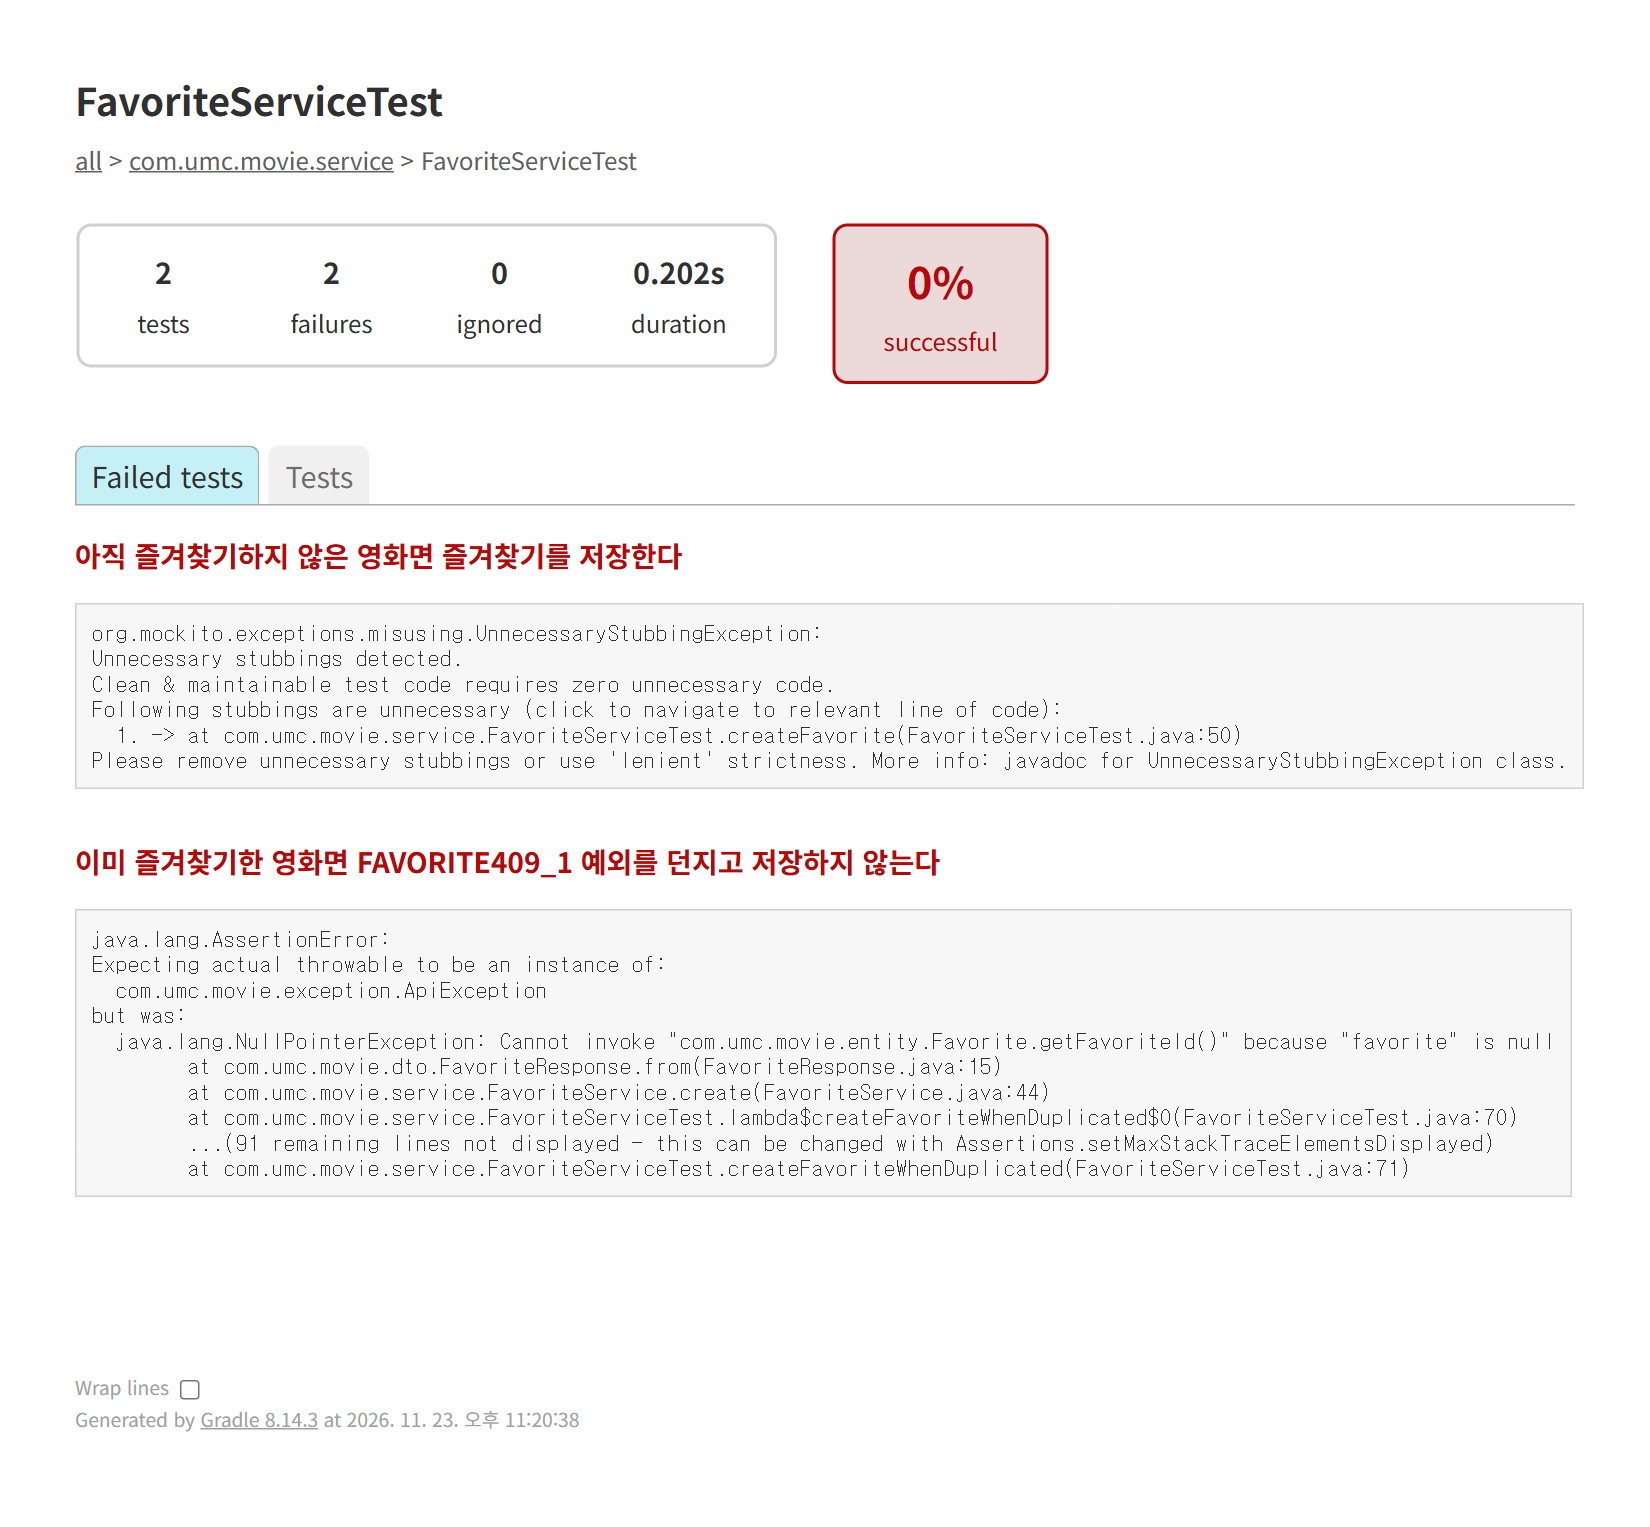 FavoriteServiceTest
all > com.umc.movie.service > FavoriteServiceTest
2 2 0 0.202s
tests failures ignored duration
0%
successful
Failed tests Tests
아직 즐겨찾기하지 않은 영화면 즐겨찾기를 저장한다
org.mockito.exceptions.misusing.UnnecessaryStubbingException:
Unnecessary stubbings detected.
Clean & maintainable test code requires zero unnecessary code.
Following stubbings are unnecessary (click to navigate to relevant line of code):
  1. -> at com.umc.movie.service.FavoriteServiceTest.createFavorite(FavoriteServiceTest.java:50)
Please remove unnecessary stubbings or use 'lenient' strictness. More info: javadoc for UnnecessaryStubbingException class.
이미 즐겨찾기한 영화면 FAVORITE409_1 예외를 던지고 저장하지 않는다
java.lang.AssertionError:
Expecting actual throwable to be an instance of:
  com.umc.movie.exception.ApiException
but was:
  java.lang.NullPointerException: Cannot invoke "com.umc.movie.entity.Favorite.getFavoriteId()" because "favorite" is null
        at com.umc.movie.dto.FavoriteResponse.from(FavoriteResponse.java:15)
        at com.umc.movie.service.FavoriteService.create(FavoriteService.java:44)
        at com.umc.movie.service.FavoriteServiceTest.lambda$createFavoriteWhenDuplicated$0(FavoriteServiceTest.java:70)
        ...(91 remaining lines not displayed - this can be changed with Assertions.setMaxStackTraceElementsDisplayed)
        at com.umc.movie.service.FavoriteServiceTest.createFavoriteWhenDuplicated(FavoriteServiceTest.java:71)
Wrap lines
Generated by Gradle 8.14.3 at 2026. 11. 23. 오후 11:20:38